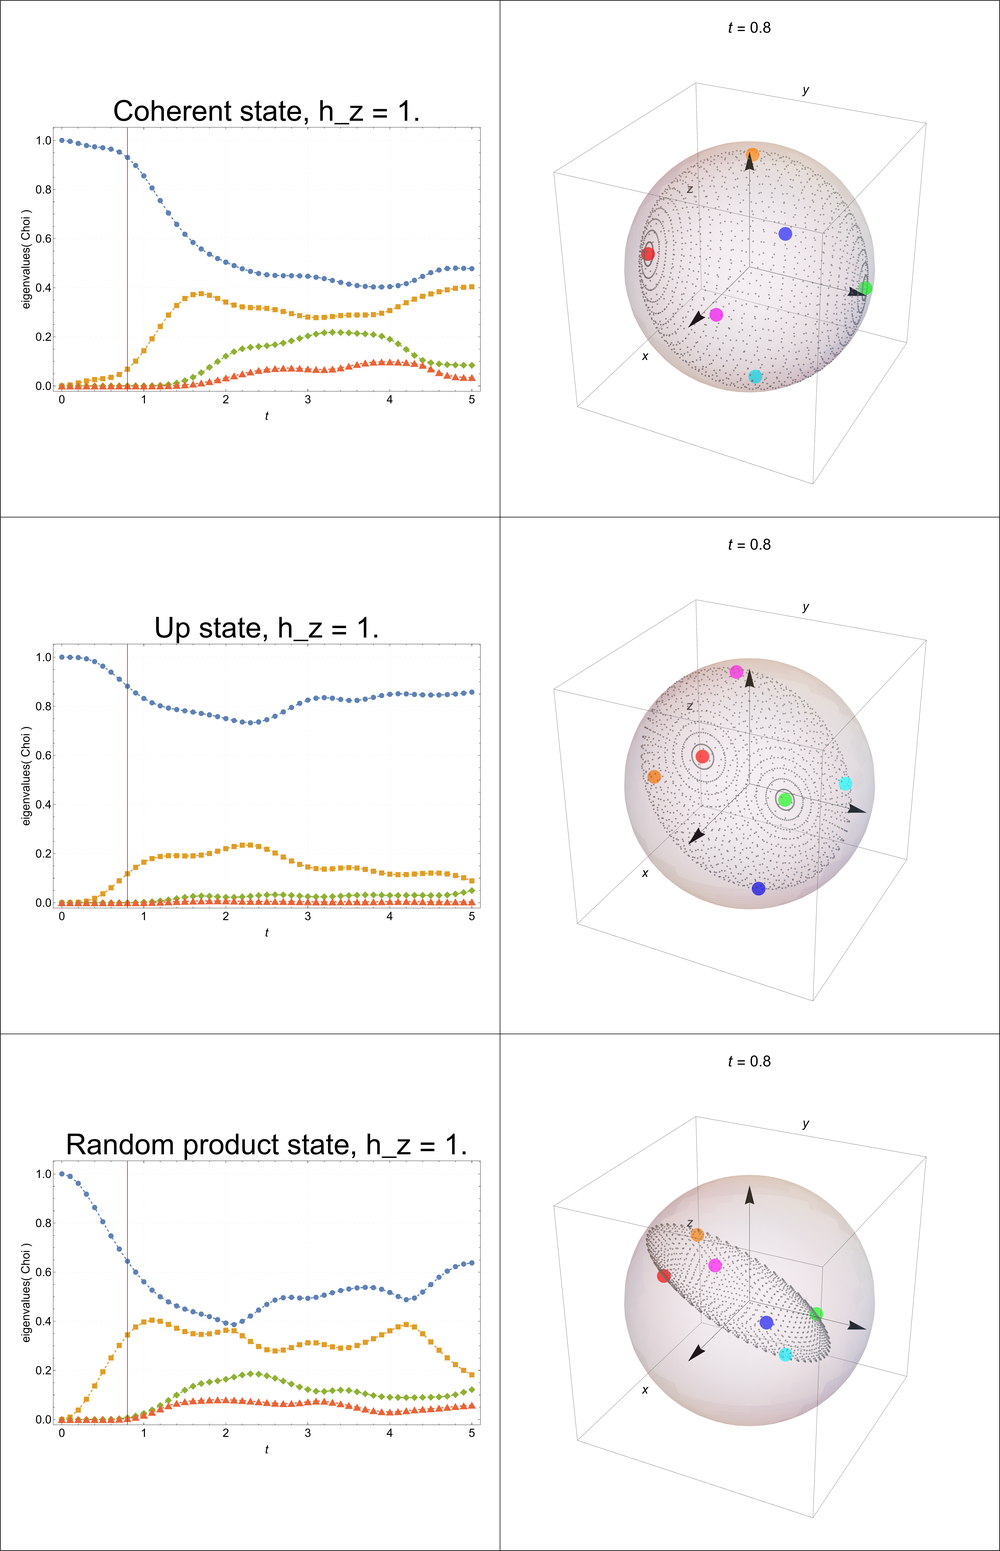 t = 0.8
Coherent state, h_z = 1.
eigenvalues( Choi )
1.0
0.8
0.6
0.4
0.2
0.0
0 1 2 3 4 5
t
y
z
x
t = 0.8
Up state, h_z = 1.
eigenvalues( Choi )
1.0
0.8
0.6
0.4
0.2
0.0
0 1 2 3 4 5
t
y
z
x
t = 0.8
Random product state, h_z = 1.
eigenvalues( Choi )
1.0
0.8
0.6
0.4
0.2
0.0
0 1 2 3 4 5
t
y
z
x